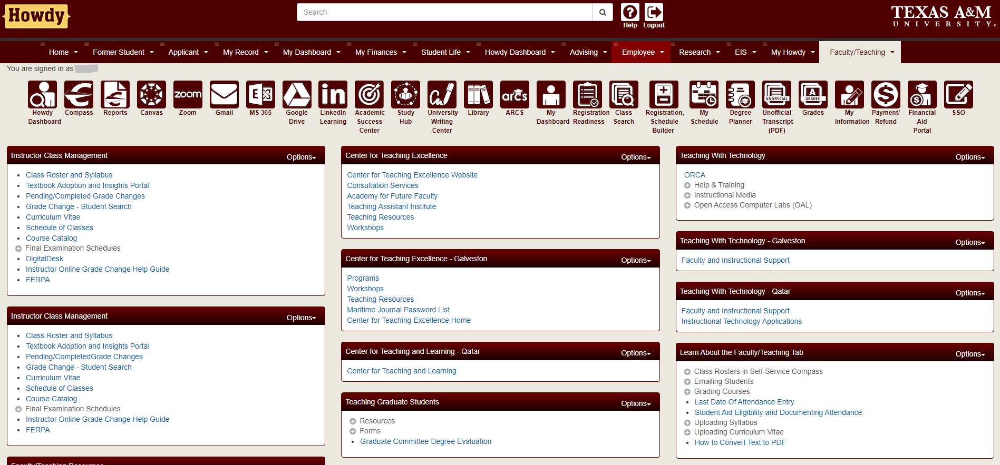 Howdy
Search
Help
Logout
TEXAS A&M
UNIVERSITY
Home
Former Student
Applicant
My Record
My Dashboard
My Finances
Student Life
Howdy Dashboard
Advising
Employee
Research
EIS
My Howdy
Faculty/Teaching
You are signed in as
Howdy
Dashboard
Compass
Reports
Canvas
zoom
Zoom
Gmail
MS 365
Google
Drive
in
LinkedIn
Learning
Academic
Success
Center
Study
Hub
University
Writing
Center
Library
arcs
ARCS
My
Dashboard
Registration
Readiness
Class
Search
Registration,
Schedule
Builder
My
Schedule
Degree
Planner
UNOFFICIAL
Unofficial
Transcript
(PDF)
A
GRADES
Grades
My
Information
Payment/
Refund
Financial
Aid
Portal
SSO
Instructor Class Management
Options
Class Roster and Syllabus
Textbook Adoption and Insights Portal
Pending/Completed Grade Changes
Grade Change - Student Search
Curriculum Vitae
Schedule of Classes
Course Catalog
Final Examination Schedules
DigitalDesk
Instructor Online Grade Change Help Guide
FERPA
Instructor Class Management
Options
Class Roster and Syllabus
Textbook Adoption and Insights Portal
Pending/CompletedGrade Changes
Grade Change - Student Search
Curriculum Vitae
Schedule of Classes
Course Catalog
Final Examination Schedules
Instructor Online Grade Change Help Guide
FERPA
Faculty/Teaching Resources
Center for Teaching Excellence
Options
Center for Teaching Excellence Website
Consultation Services
Academy for Future Faculty
Teaching Assistant Institute
Teaching Resources
Workshops
Center for Teaching Excellence - Galveston
Options
Programs
Workshops
Teaching Resources
Maritime Journal Password List
Center for Teaching Excellence Home
Center for Teaching and Learning - Qatar
Options
Center for Teaching and Learning
Teaching Graduate Students
Options
Resources
Forms
Graduate Committee Degree Evaluation
Teaching With Technology
Options
ORCA
Help & Training
Instructional Media
Open Access Computer Labs (OAL)
Teaching With Technology - Galveston
Options
Faculty and Instructional Support
Teaching With Technology - Qatar
Options
Faculty and Instructional Support
Instructional Technology Applications
Learn About the Faculty/Teaching Tab
Options
Class Rosters in Self-Service Compass
Emailing Students
Grading Courses
Last Date Of Attendance Entry
Student Aid Eligibility and Documenting Attendance
Uploading Syllabus
Uploading Curriculum Vitae
How to Convert Text to PDF